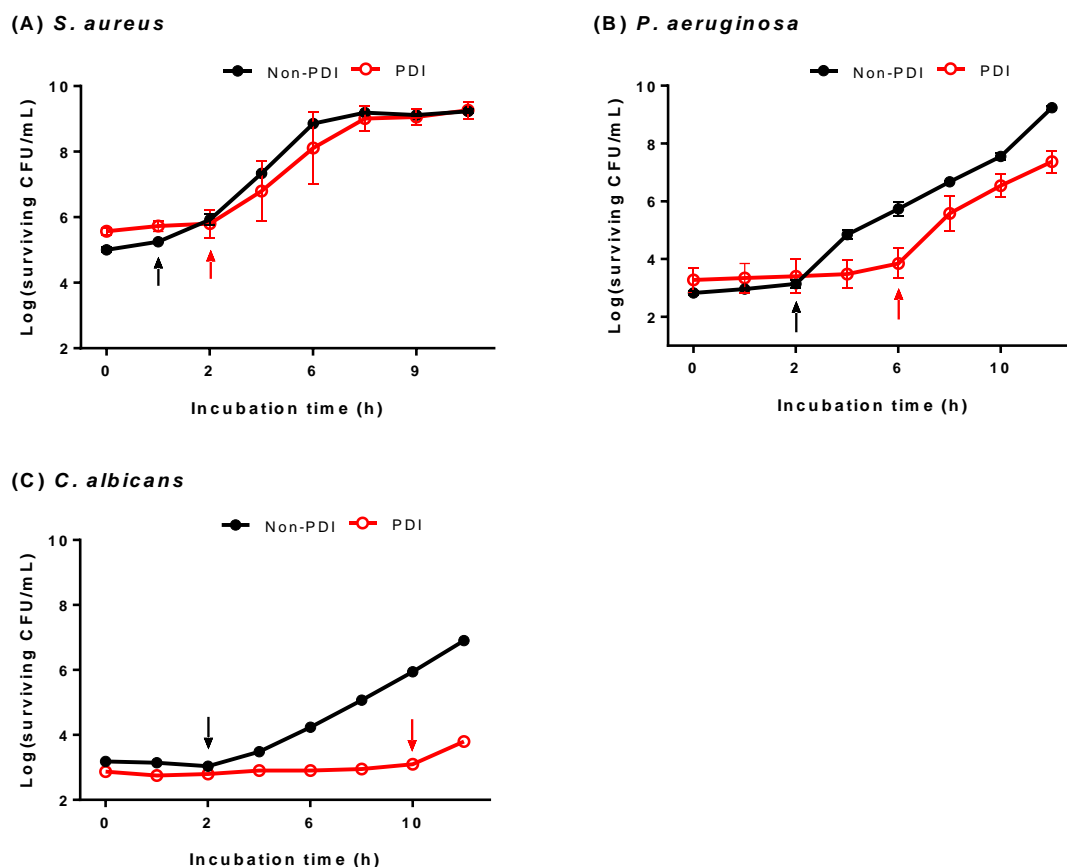 (A) S. aureus
Non-PDI PDI
Log(surviving CFU/mL)
10
8
6
4
2
0 2 6 9
Incubation time (h)
(B) P. aeruginosa
Non-PDI PDI
Log(surviving CFU/mL)
10
8
6
4
2
0 2 6 10
Incubation time (h)
(C) C. albicans
Non-PDI PDI
Log(surviving CFU/mL)
10
8
6
4
2
0 2 6 10
Incubation time (h)